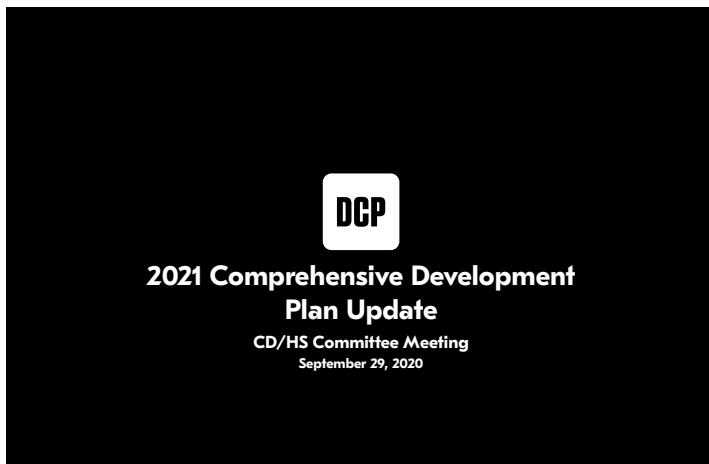 DCP
2021 Comprehensive Development
Plan Update
CD/HS Committee Meeting
September 29, 2020